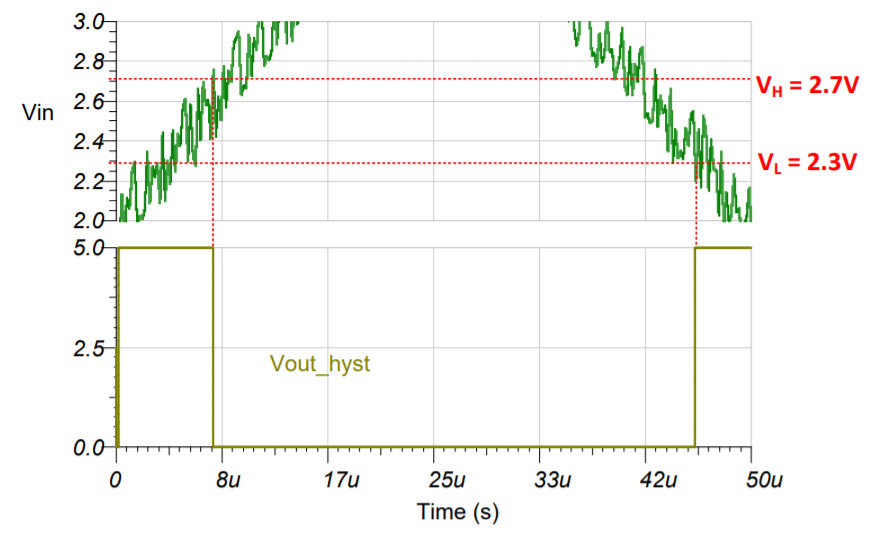 3.0
2.8
V_H = 2.7V
2.6
Vin
2.4
V_L = 2.3V
2.2
2.0
5.0
2.5
Vout_hyst
0.0
0 8u 17u 25u 33u 42u 50u
Time (s)